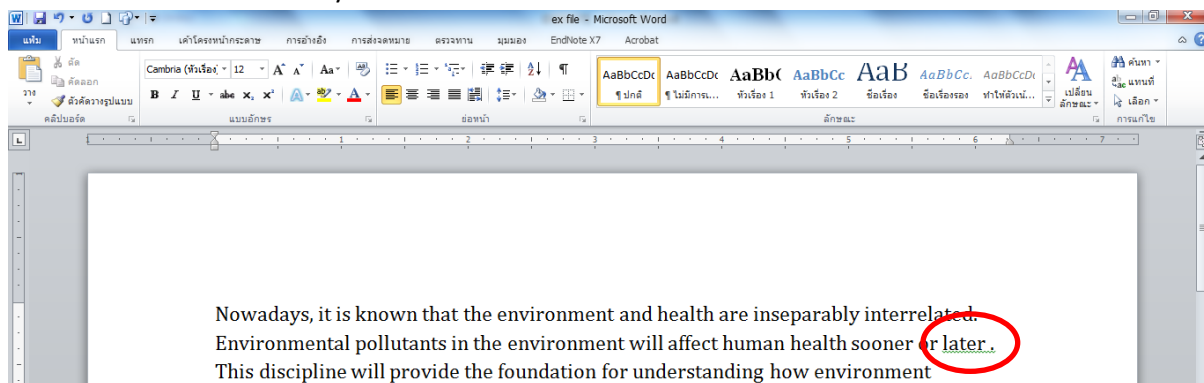 ex file - Microsoft Word
แฟ้ม หน้าแรก แทรก เค้าโครงหน้ากระดาษ การอ้างอิง การส่งจดหมาย ตรวจทาน มุมมอง EndNote X7 Acrobat
วาง
ตัด
คัดลอก
ตัวคัดวางรูปแบบ
คลิปบอร์ด
Cambria (หัวเรื่อง) 12
B I U abc x₂ x²
แบบอักษร
ย่อหน้า
AaBbCcDc AaBbCcDc AaBb( AaBbCc AaB AaBbCc. AaBbCcDc
¶ ปกติ ¶ ไม่มีการเ... หัวเรื่อง 1 หัวเรื่อง 2 ชื่อเรื่อง ชื่อเรื่องรอง ทำให้ตัวเน้...
เปลี่ยน
ลักษณะ
ลักษณะ
ค้นหา
แทนที่
เลือก
การแก้ไข
1 1 2 3 4 5 6 7
Nowadays, it is known that the environment and health are inseparably interrelated.
Environmental pollutants in the environment will affect human health sooner or later .
This discipline will provide the foundation for understanding how environment